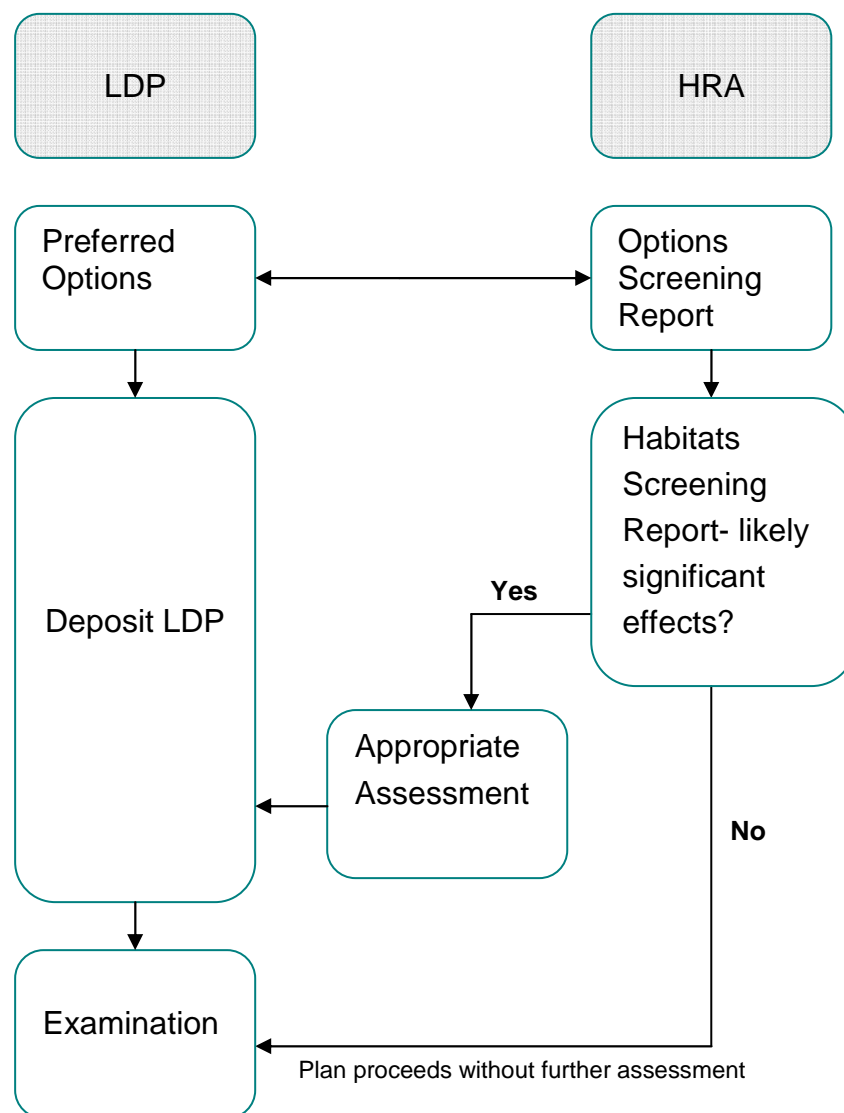 LDP
HRA
Preferred
Options
Options
Screening
Report
Habitats
Screening
Report- likely
significant
effects?
Yes
Deposit LDP
Appropriate
Assessment
No
Examination
Plan proceeds without further assessment